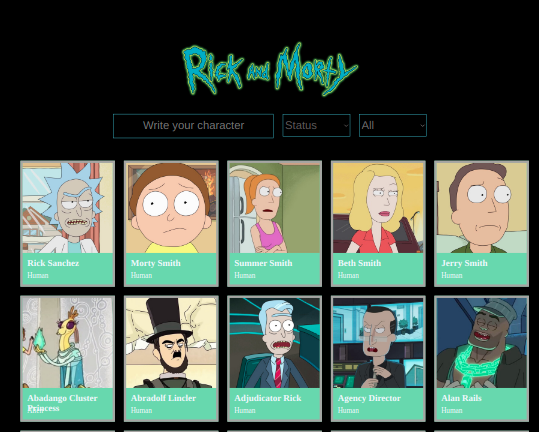 Rick and Morty
Write your character
Status
All
Rick Sanchez
Human
Morty Smith
Human
Summer Smith
Human
Beth Smith
Human
Jerry Smith
Human
Abadango Cluster
Princess
Abradolf Lincler
Human
Adjudicator Rick
Human
Agency Director
Human
Alan Rails
Human